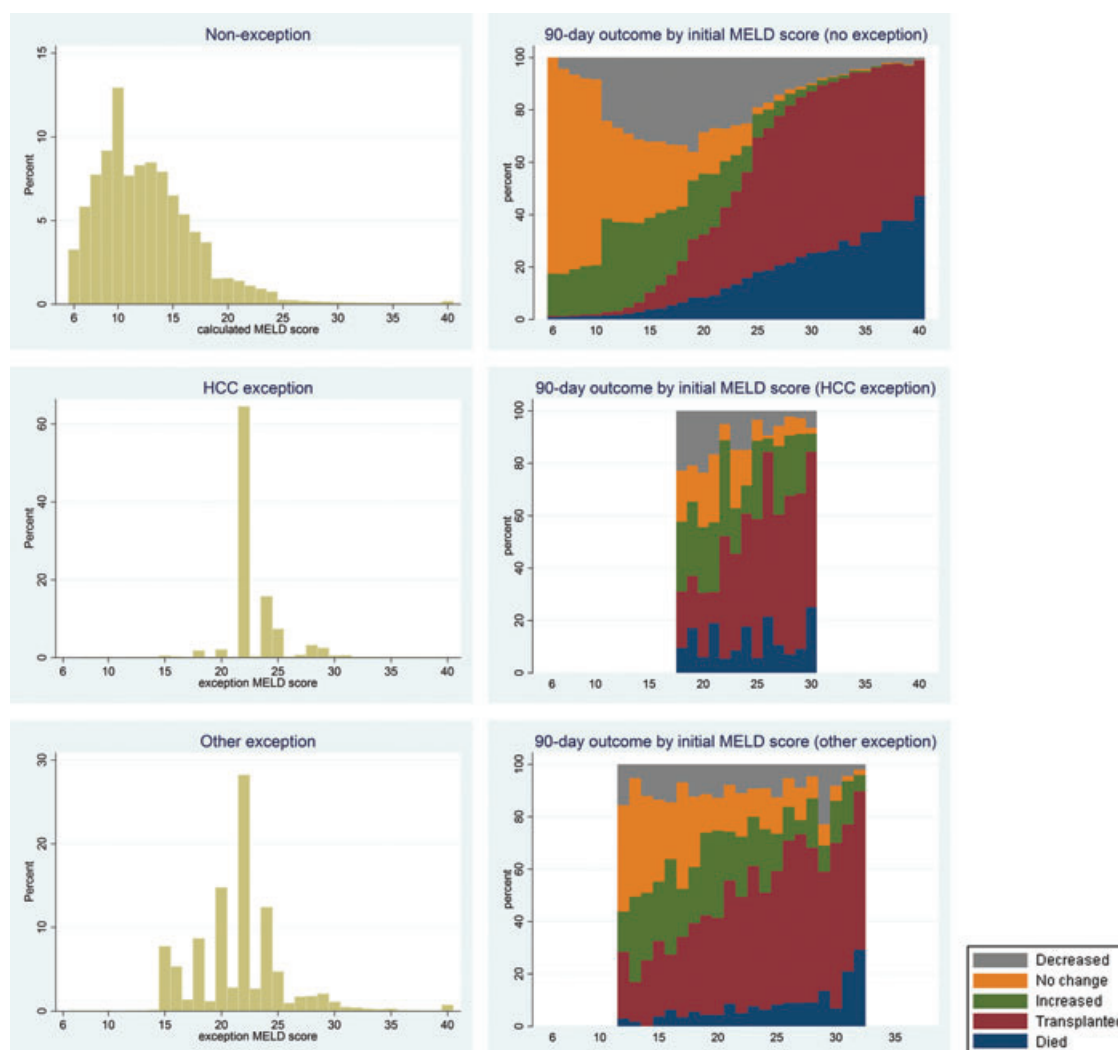 Non-exception
15
10
5
0
Percent
6 10 15 20 25 30 35 40
calculated MELD score
90-day outcome by initial MELD score (no exception)
100
80
60
40
20
0
percent
6 10 15 20 25 30 35 40
HCC exception
60
40
20
0
Percent
6 10 15 20 25 30 35 40
exception MELD score
90-day outcome by initial MELD score (HCC exception)
100
80
60
40
20
0
percent
6 10 15 20 25 30 35 40
Other exception
30
20
10
0
Percent
6 10 15 20 25 30 35 40
exception MELD score
90-day outcome by initial MELD score (other exception)
100
80
60
40
20
0
percent
6 10 15 20 25 30 35
Decreased
No change
Increased
Transplanted
Died